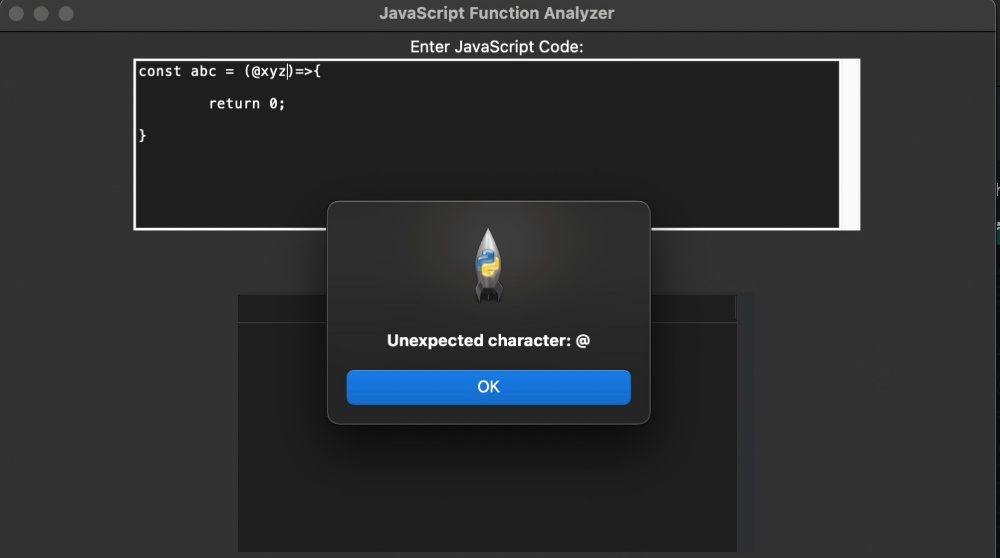 JavaScript Function Analyzer
Enter JavaScript Code:
const abc = (@xyz)=>{
return 0;
}
Unexpected character: @
OK